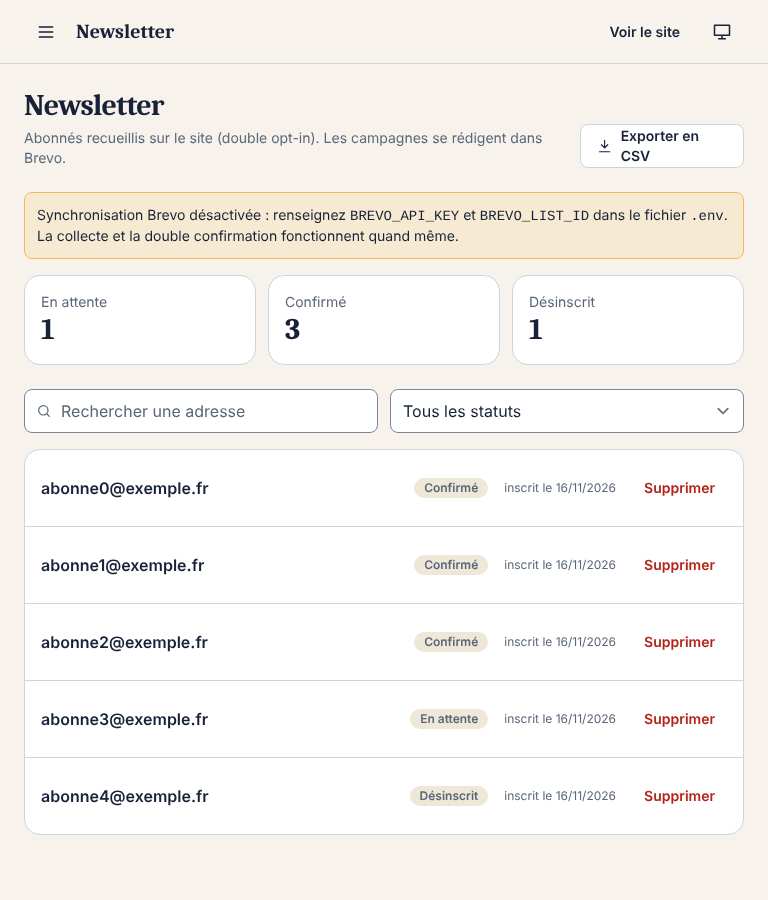 Newsletter
Voir le site
Newsletter
Abonnés recueillis sur le site (double opt-in). Les campagnes se rédigent dans
Brevo.
Exporter en
CSV
Synchronisation Brevo désactivée : renseignez BREVO_API_KEY et BREVO_LIST_ID dans le fichier .env.
La collecte et la double confirmation fonctionnent quand même.
En attente
1
Confirmé
3
Désinscrit
1
Rechercher une adresse
Tous les statuts
abonne0@exemple.fr Confirmé inscrit le 16/11/2026 Supprimer
abonne1@exemple.fr Confirmé inscrit le 16/11/2026 Supprimer
abonne2@exemple.fr Confirmé inscrit le 16/11/2026 Supprimer
abonne3@exemple.fr En attente inscrit le 16/11/2026 Supprimer
abonne4@exemple.fr Désinscrit inscrit le 16/11/2026 Supprimer